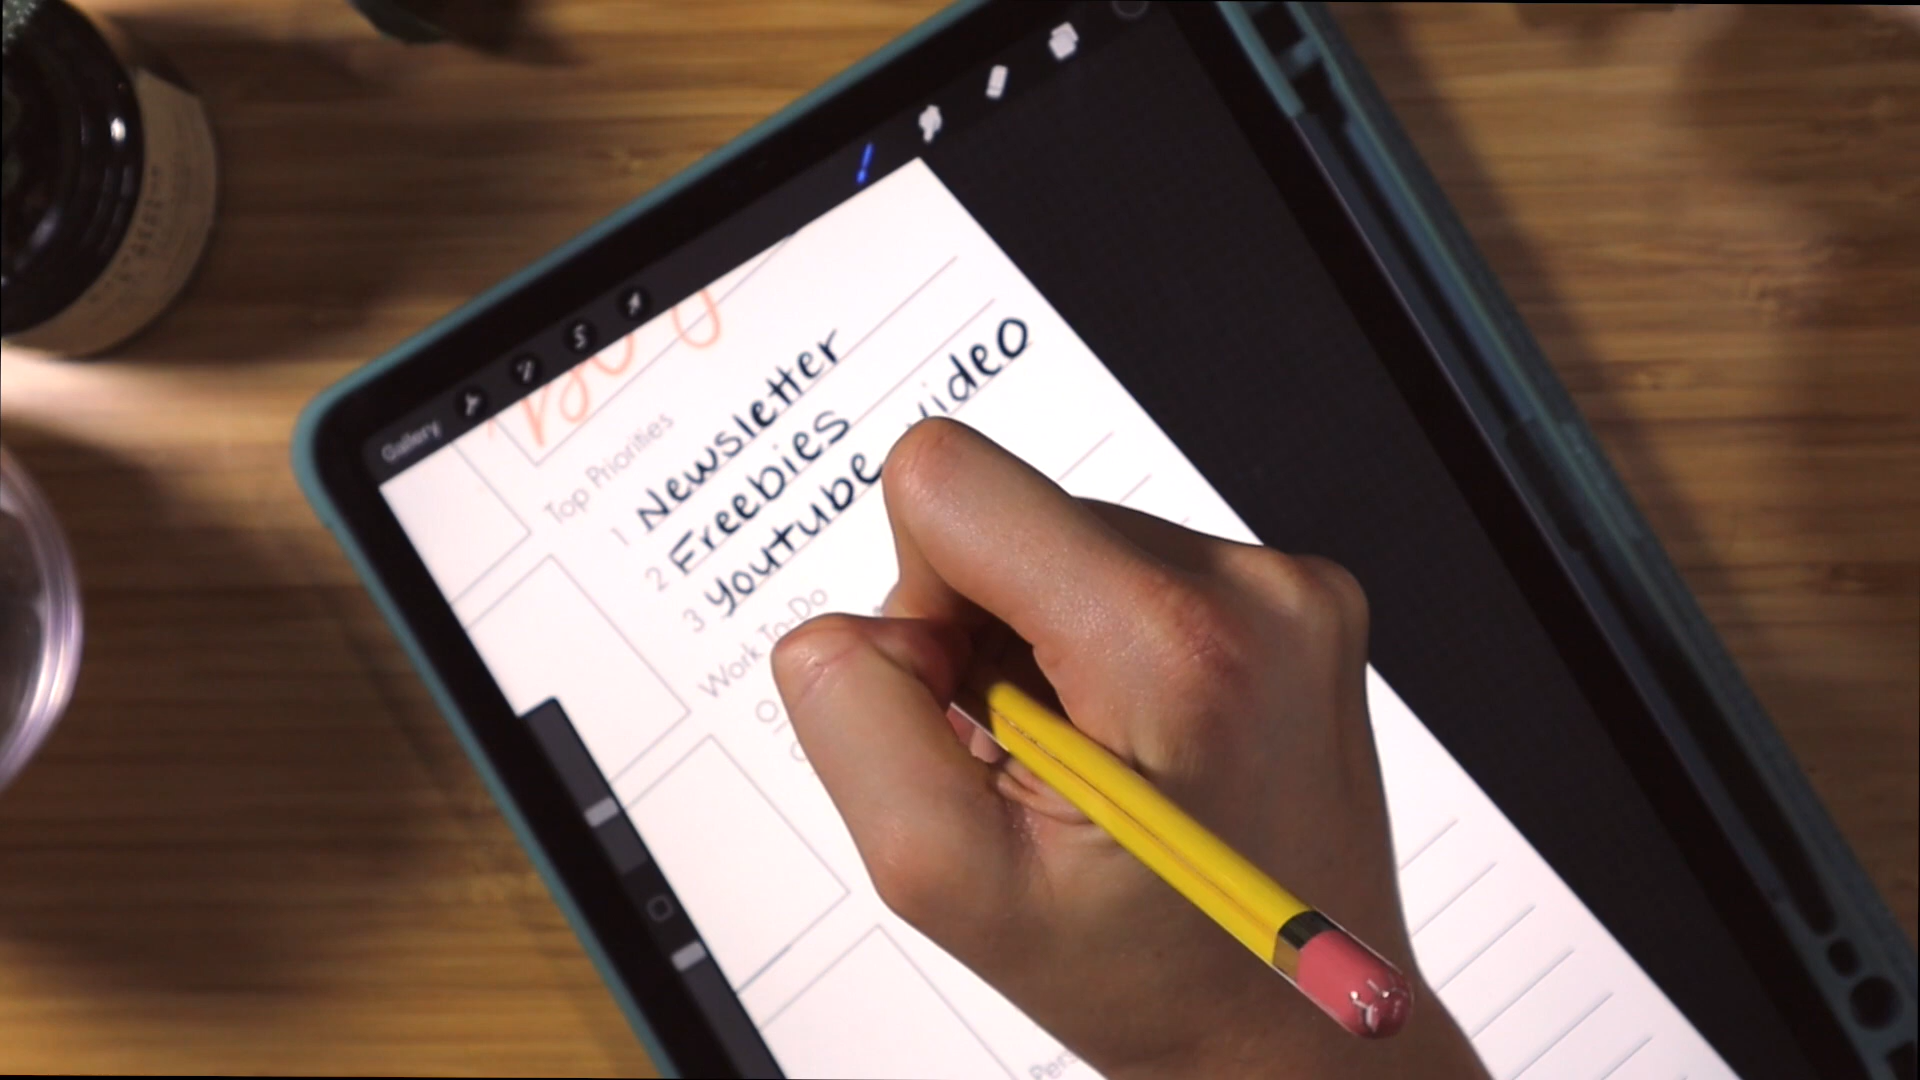 Gallery
Top Priorities
1 Newsletter
2 Freebies
3 Youtube video
Work To-Do